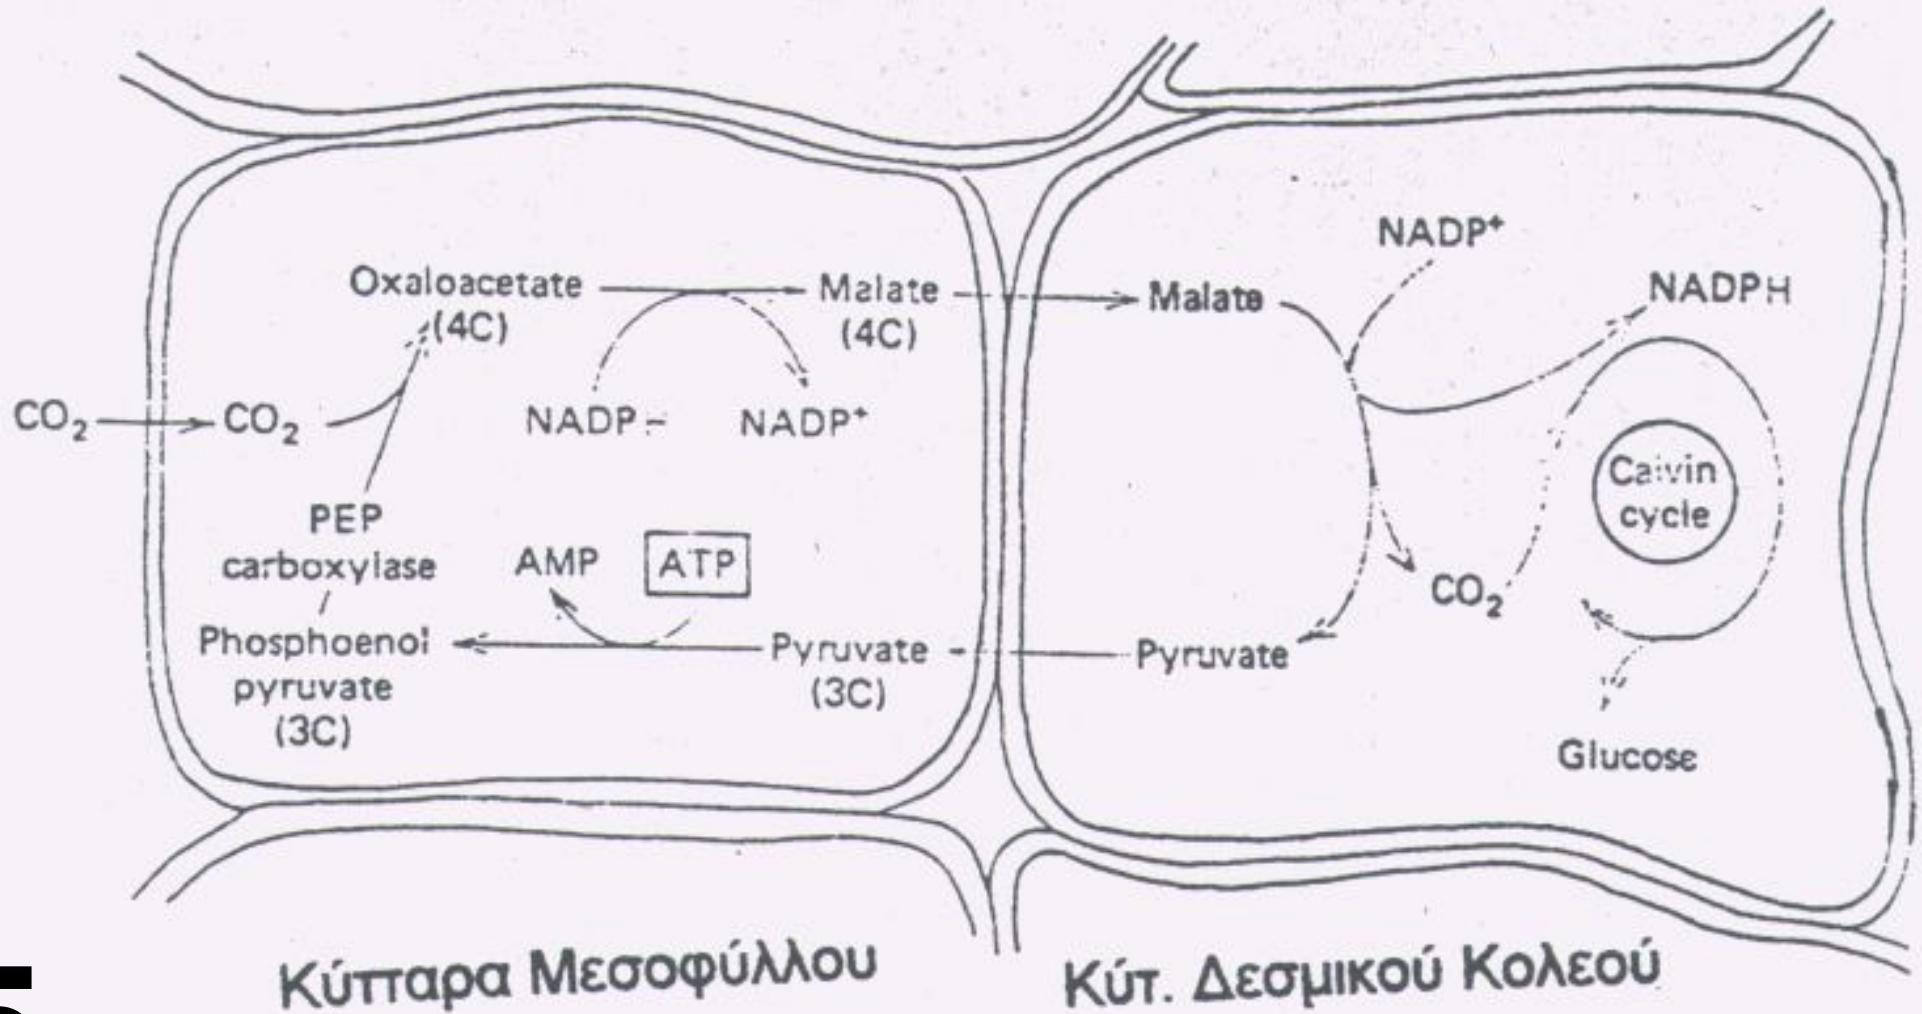 NADP⁺
NADPH
Oxaloacetate
(4C)
Malate
(4C)
Malate
CO₂
CO₂
NADP
NADP⁺
Calvin
cycle
PEP
carboxylase
AMP
ATP
CO₂
Phosphoenol
pyruvate
(3C)
Pyruvate
(3C)
Pyruvate
Glucose
Κύτταρα Μεσοφύλλου
Κύτ. Δεσμικού Κολεού